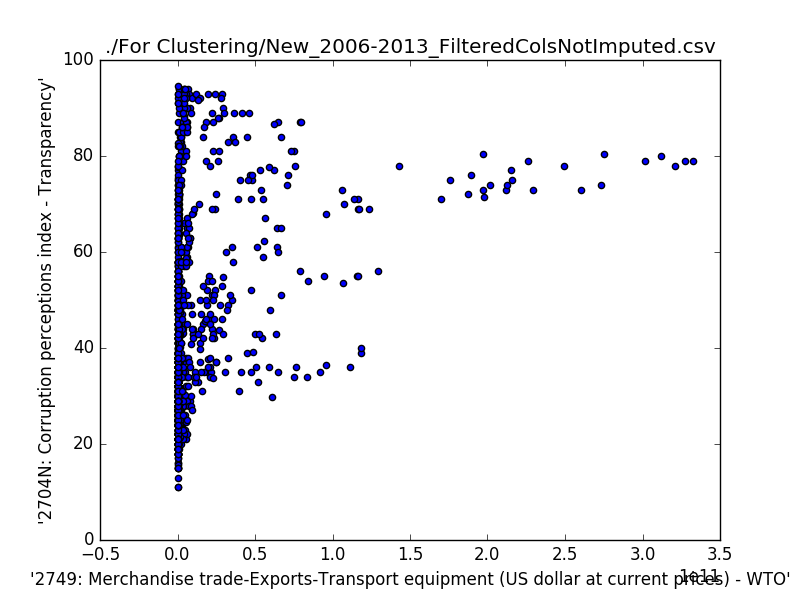 ./For Clustering/New_2006-2013_FilteredColsNotImputed.csv
100
80
60
40
20
0
'2704N: Corruption perceptions index - Transparency'
−0.5 0.0 0.5 1.0 1.5 2.0 2.5 3.0 3.5
1e11
'2749: Merchandise trade-Exports-Transport equipment (US dollar at current prices) - WTO'